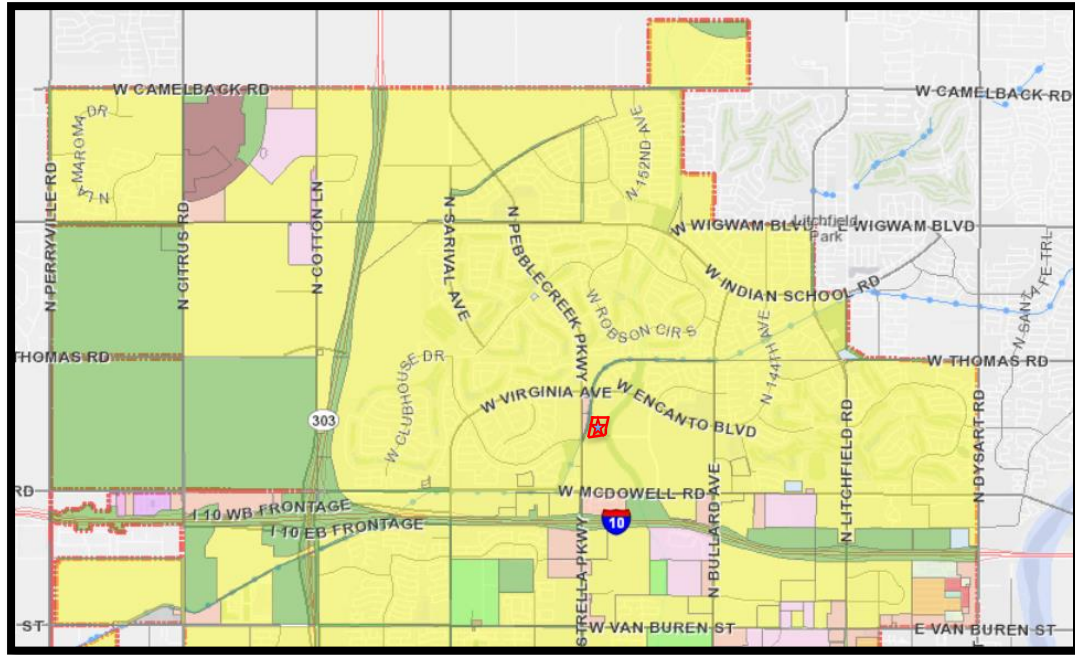 W CAMELBACK RD
W CAMELBACK RD
N LA MAROMA DR
N 152ND AVE
N PERRYVILLE RD
N CITRUS RD
N COTTON LN
N SARIVAL AVE
N PEBBLECREEK PKWY
W WIGWAM BLVD
E WIGWAM BLVD
Litchfield
Park
W INDIAN SCHOOL RD
N SANTA FE TRL
W ROBSON CIR S
N 144TH AVE
THOMAS RD
W THOMAS RD
W CLUBHOUSE DR
W VIRGINIA AVE
W ENCANTO BLVD
303
N LITCHFIELD RD
N DYSART RD
RD
W MCDOWELL RD
N BULLARD AVE
I 10 WB FRONTAGE
I 10 EB FRONTAGE
10
STRELLA PKWY
ST
W VAN BUREN ST
E VAN BUREN ST